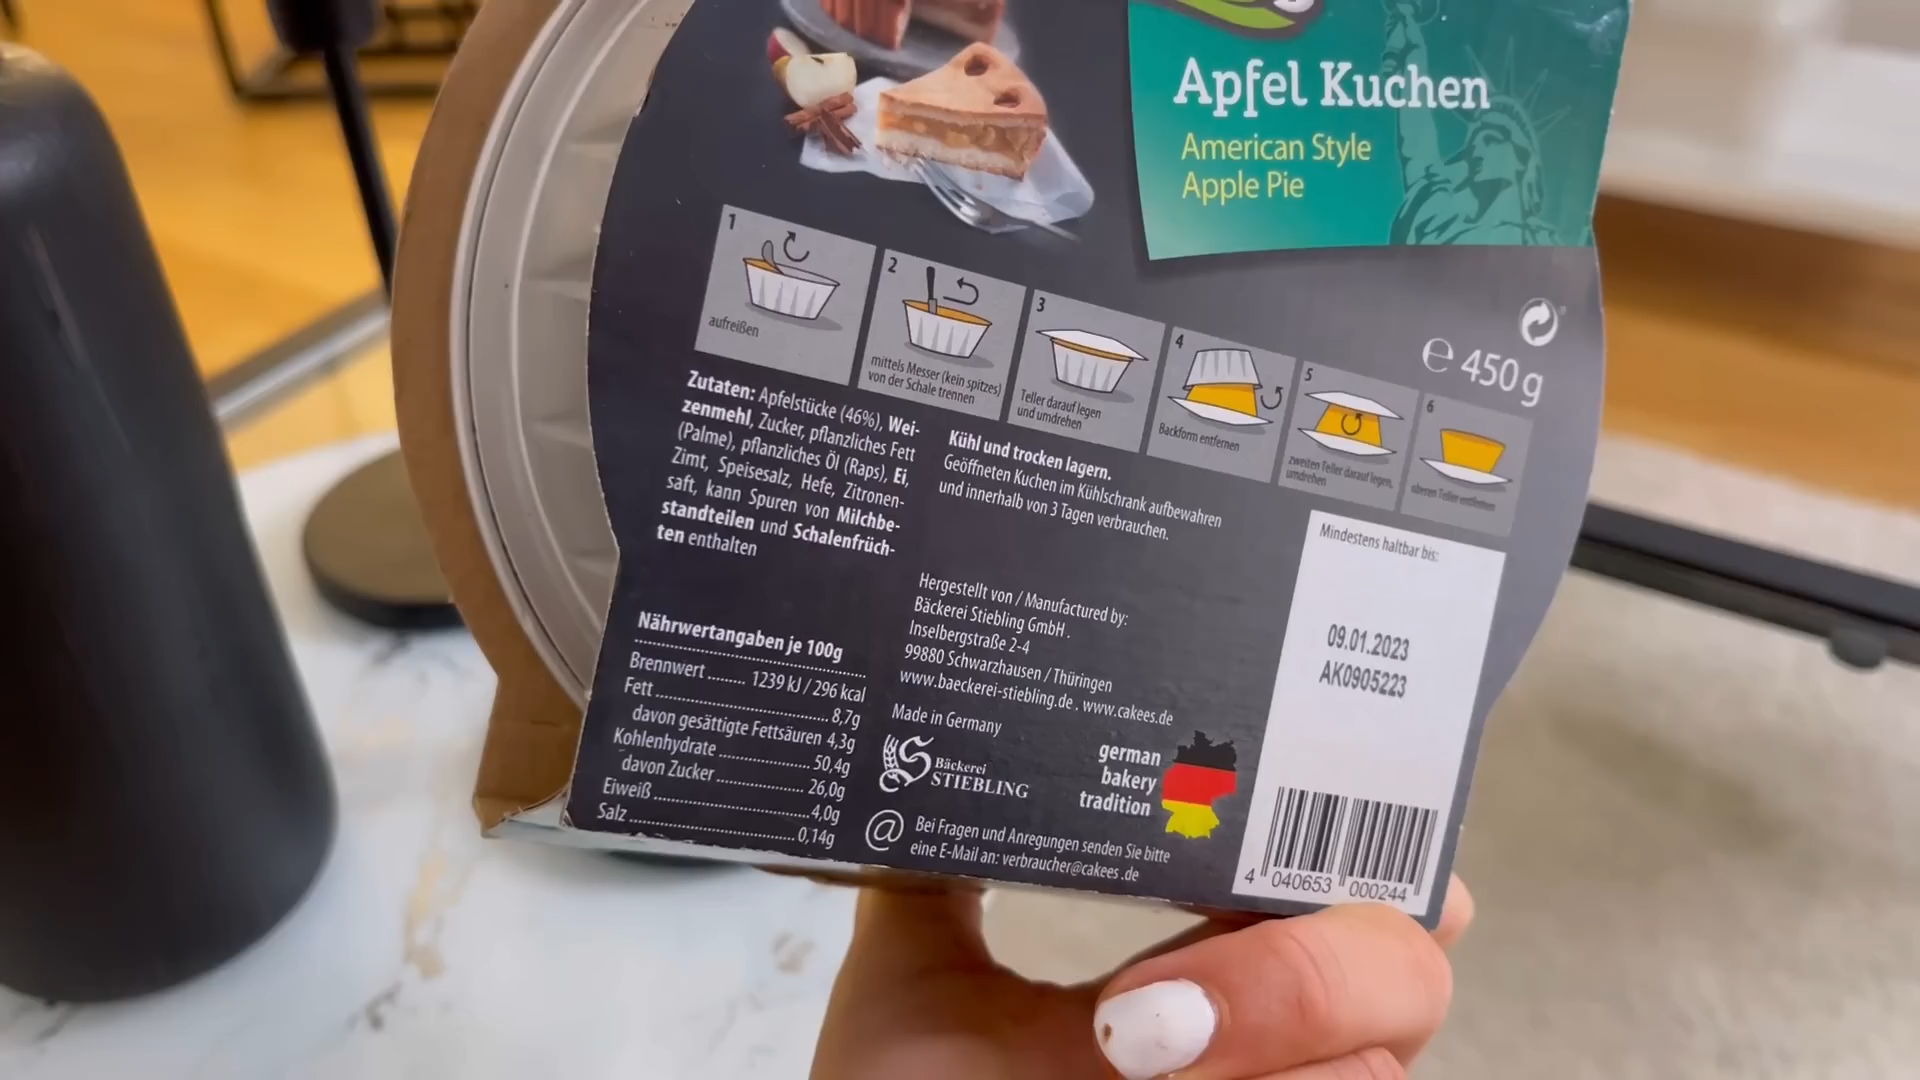 Apfel Kuchen
American Style
Apple Pie
1
aufreißen
2
mittels Messer (kein spitzes)
von der Schale trennen
3
Teller darauf legen
und umdrehen
4
Backform entfernen
5
zweiten Teller darauf legen,
umdrehen
6
oberen Teller entfernen
e 450 g
Zutaten: Apfelstücke (46%), Wei-
zenmehl, Zucker, pflanzliches Fett
(Palme), pflanzliches Öl (Raps), Ei,
Zimt, Speisesalz, Hefe, Zitronen-
saft, kann Spuren von Milchbe-
standteilen und Schalenfrüch-
ten enthalten
Kühl und trocken lagern.
Geöffneten Kuchen im Kühlschrank aufbewahren
und innerhalb von 3 Tagen verbrauchen.
Nährwertangaben je 100g
Brennwert ........ 1239 kJ / 296 kcal
Fett ........ 8,7g
davon gesättigte Fettsäuren 4,3g
Kohlenhydrate ........ 50,4g
davon Zucker ........ 26,0g
Eiweiß ........ 4,0g
Salz ........ 0,14g
Hergestellt von / Manufactured by:
Bäckerei Stiebling GmbH .
Inselbergstraße 2-4
99880 Schwarzhausen / Thüringen
www.baeckerei-stiebling.de . www.cakees.de
Made in Germany
S
Bäckerei
STIEBLING
german
bakery
tradition
@ Bei Fragen und Anregungen senden Sie bitte
eine E-Mail an: verbraucher@cakees.de
Mindestens haltbar bis:
09.01.2023
AK0905223
4 040653 000244